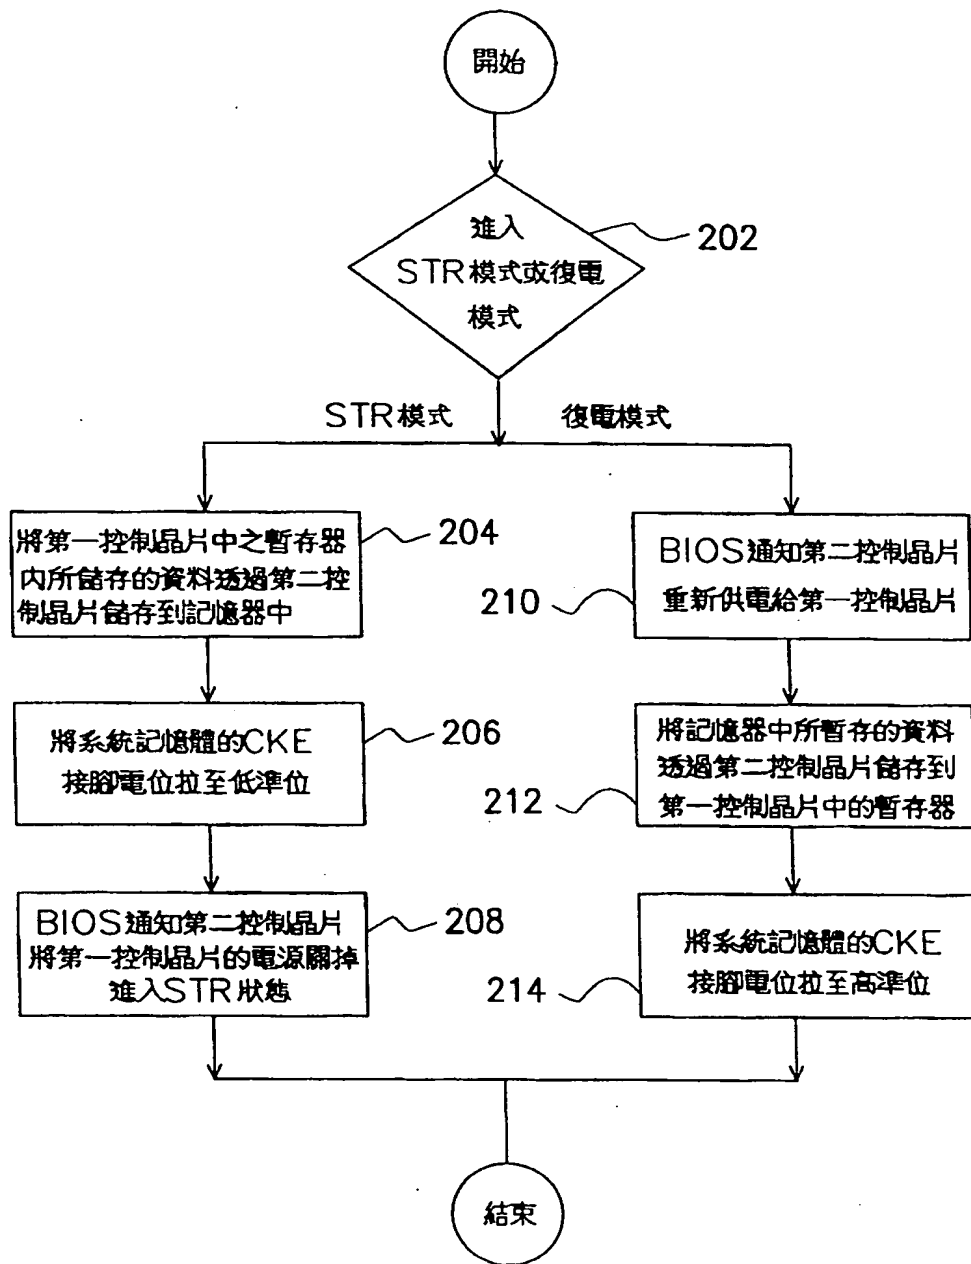 開始
進入
STR模式或復電
模式
202
STR模式
復電模式
將第一控制晶片中之暫存器
內所儲存的資料透過第二控
制晶片儲存到記憶器中
204
將系統記憶體的CKE
接腳電位拉至低準位
206
BIOS通知第二控制晶片
將第一控制晶片的電源關掉
進入STR狀態
208
BIOS通知第二控制晶片
重新供電給第一控制晶片
210
將記憶器中所暫存的資料
透過第二控制晶片儲存到
第一控制晶片中的暫存器
212
將系統記憶體的CKE
接腳電位拉至高準位
214
結束